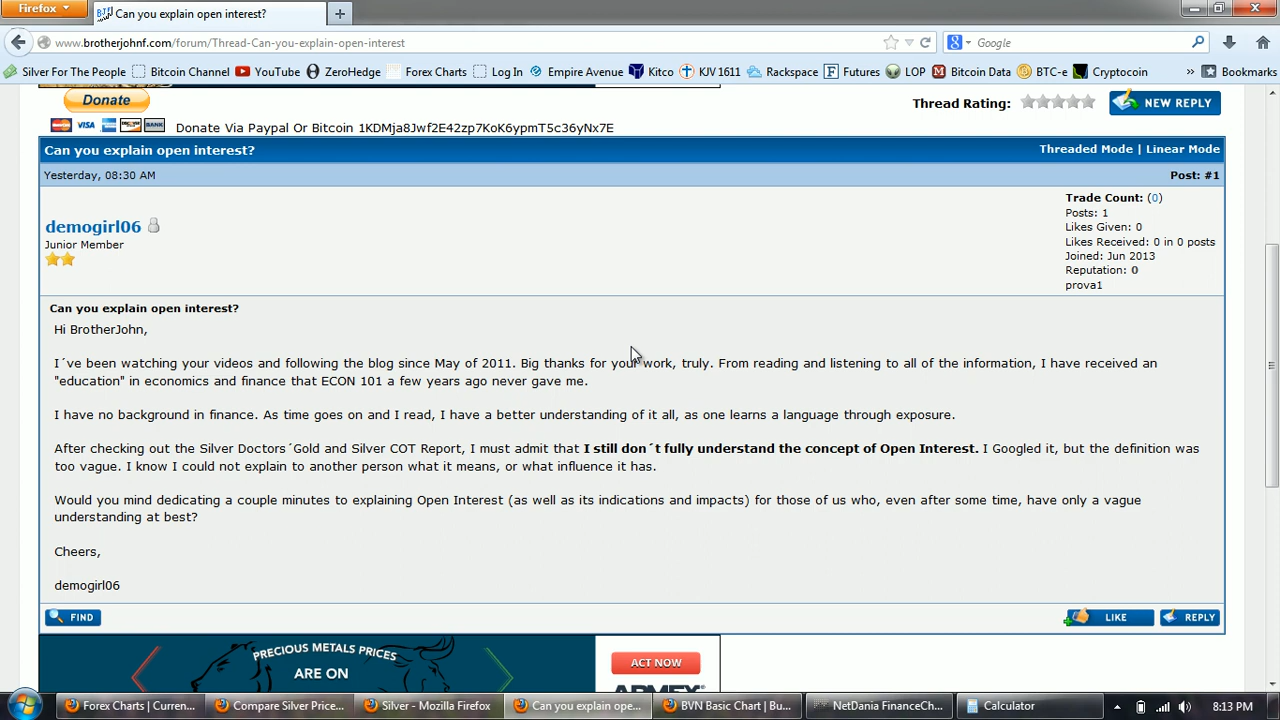 Firefox
Can you explain open interest?
www.brotherjohnf.com/forum/Thread-Can-you-explain-open-interest
Google
Silver For The People Bitcoin Channel YouTube ZeroHedge Forex Charts Log In Empire Avenue Kitco KJV 1611 Rackspace Futures LOP Bitcoin Data BTC-e Cryptocoin » Bookmarks
Donate
Thread Rating:
NEW REPLY
VISA BANK
Donate Via Paypal Or Bitcoin 1KDMja8Jwf2E42zp7KoK6ypmT5c36yNx7E
Can you explain open interest?
Threaded Mode | Linear Mode
Yesterday, 08:30 AM
Post: #1
demogirl06
Junior Member
Trade Count: (0)
Posts: 1
Likes Given: 0
Likes Received: 0 in 0 posts
Joined: Jun 2013
Reputation: 0
prova1
Can you explain open interest?
Hi BrotherJohn,
I´ve been watching your videos and following the blog since May of 2011. Big thanks for your work, truly. From reading and listening to all of the information, I have received an
"education" in economics and finance that ECON 101 a few years ago never gave me.
I have no background in finance. As time goes on and I read, I have a better understanding of it all, as one learns a language through exposure.
After checking out the Silver Doctors´Gold and Silver COT Report, I must admit that I still don´t fully understand the concept of Open Interest. I Googled it, but the definition was
too vague. I know I could not explain to another person what it means, or what influence it has.
Would you mind dedicating a couple minutes to explaining Open Interest (as well as its indications and impacts) for those of us who, even after some time, have only a vague
understanding at best?
Cheers,
demogirl06
FIND
LIKE
REPLY
PRECIOUS METALS PRICES
ARE ON
ACT NOW
APMEX
Forex Charts | Curren...
Compare Silver Price...
Silver - Mozilla Firefox
Can you explain ope...
BVN Basic Chart | Bu...
NetDania FinanceCh...
Calculator
8:13 PM